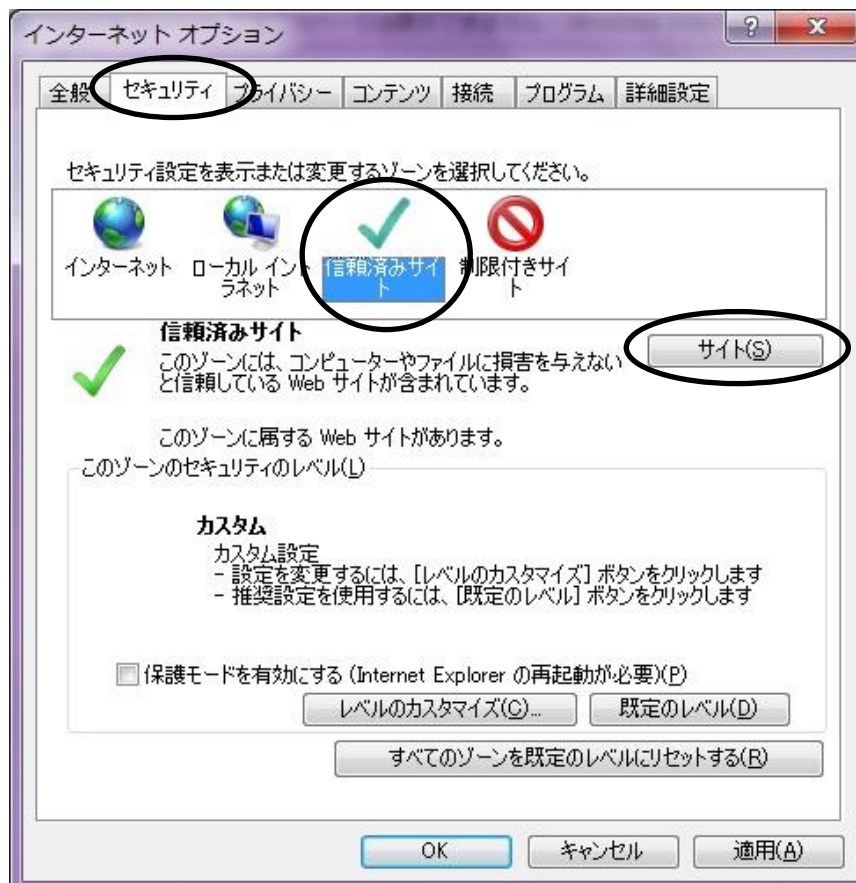 インターネット オプション
全般 セキュリティ プライバシー コンテンツ 接続 プログラム 詳細設定
セキュリティ設定を表示または変更するゾーンを選択してください。
インターネット
ローカル イント
ラネット
信頼済みサイ
ト
制限付きサイ
ト
信頼済みサイト
サイト(S)
このゾーンには、コンピューターやファイルに損害を与えない
と信頼している Web サイトが含まれています。
このゾーンに属する Web サイトがあります。
このゾーンのセキュリティのレベル(L)
カスタム
カスタム設定
- 設定を変更するには、[レベルのカスタマイズ] ボタンをクリックします
- 推奨設定を使用するには、[既定のレベル] ボタンをクリックします
保護モードを有効にする (Internet Explorer の再起動が必要)(P)
レベルのカスタマイズ(C)... 既定のレベル(D)
すべてのゾーンを既定のレベルにリセットする(R)
OK キャンセル 適用(A)